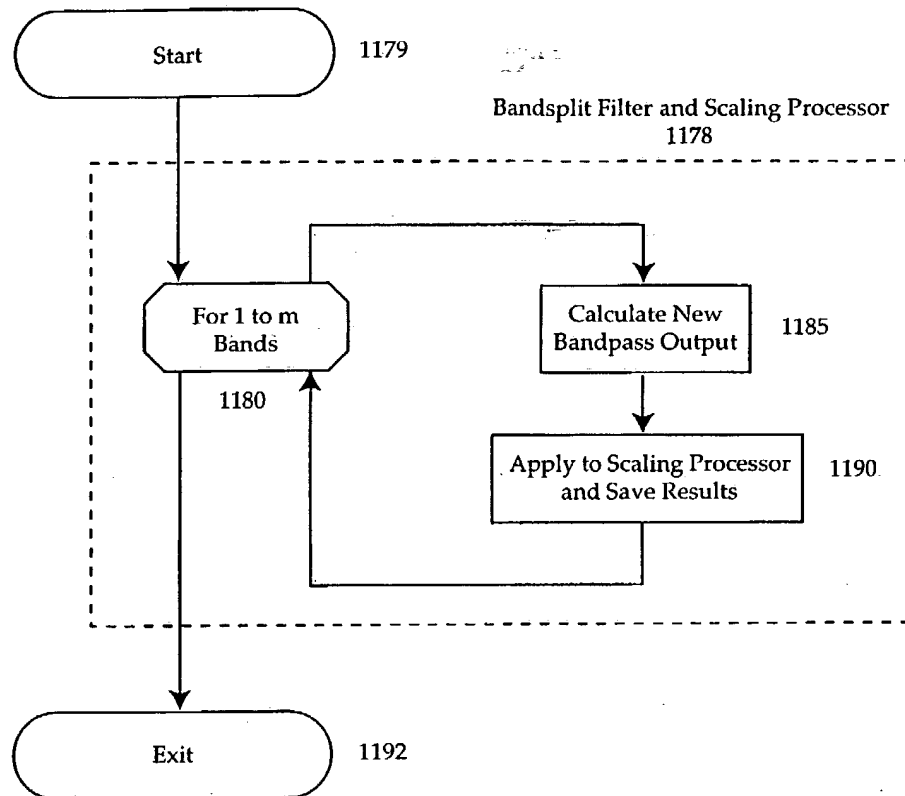 Start
1179
Bandsplit Filter and Scaling Processor
1178
For 1 to m
Bands
1180
Calculate New
Bandpass Output
1185
Apply to Scaling Processor
and Save Results
1190
Exit
1192